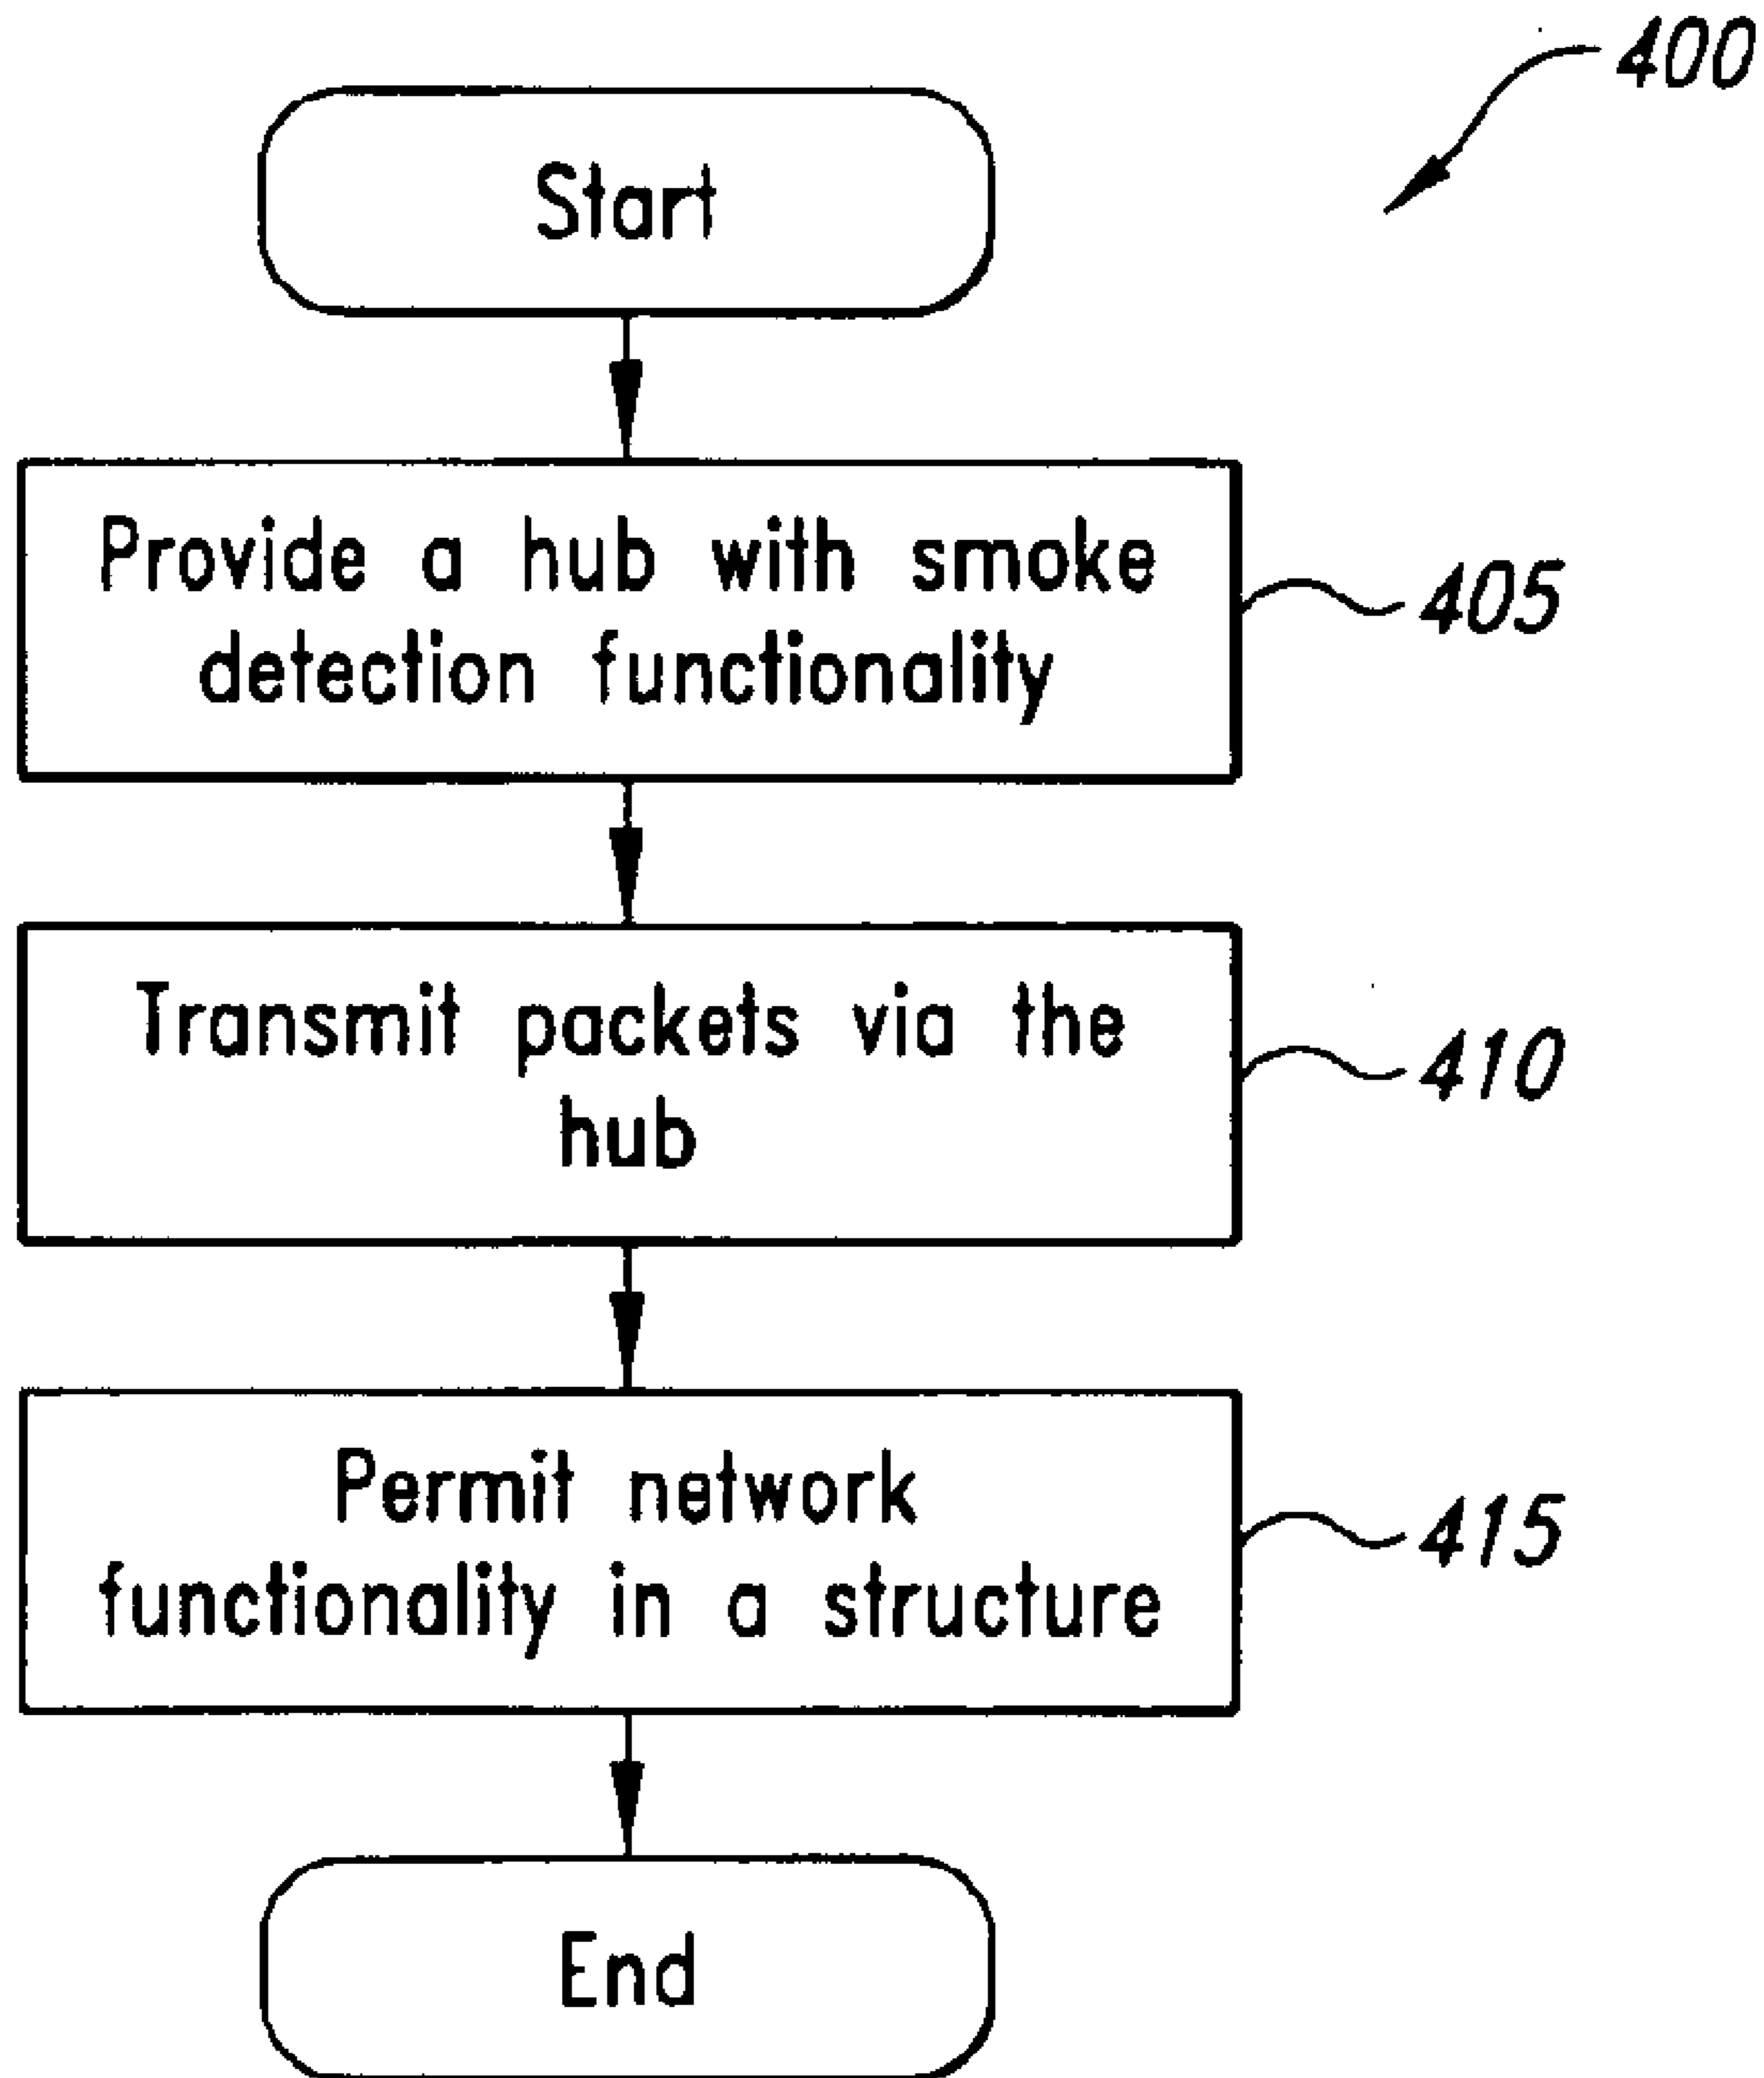 400
Start
Provide a hub with smoke
detection functionality
405
Transmit packets via the
hub
410
Permit network
functionality in a structure
415
End